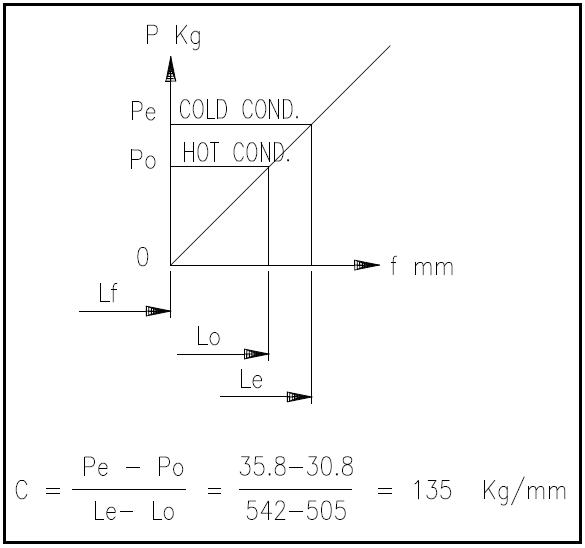 P Kg
Pe COLD COND.
Po HOT COND.
0
f mm
Lf
Lo
Le
C = Pe - Po / Le- Lo = 35.8-30.8 / 542-505 = 135 Kg/mm